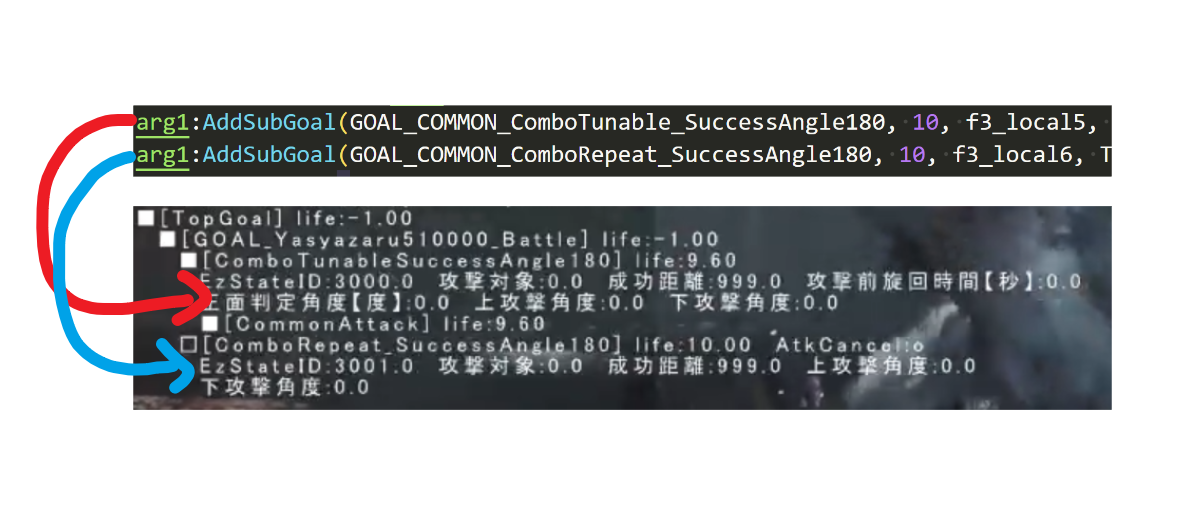 arg1:AddSubGoal(GOAL_COMMON_ComboTunable_SuccessAngle180, 10, f3_local5,
arg1:AddSubGoal(GOAL_COMMON_ComboRepeat_SuccessAngle180, 10, f3_local6, T
■[TopGoal] life:-1.00
■[GOAL_Yasyazaru510000_Battle] life:-1.00
■[ComboTunableSuccessAngle180] life:9.60
EzStateID:3000.0 攻撃対象:0.0 成功距離:999.0 攻撃前旋回時間【秒】:0.0
正面判定角度【度】:0.0 上攻撃角度:0.0 下攻撃角度:0.0
■[CommonAttack] life:9.60
□[ComboRepeat_SuccessAngle180] life:10.00 AtkCancel:o
EzStateID:3001.0 攻撃対象:0.0 成功距離:999.0 上攻撃角度:0.0
下攻撃角度:0.0